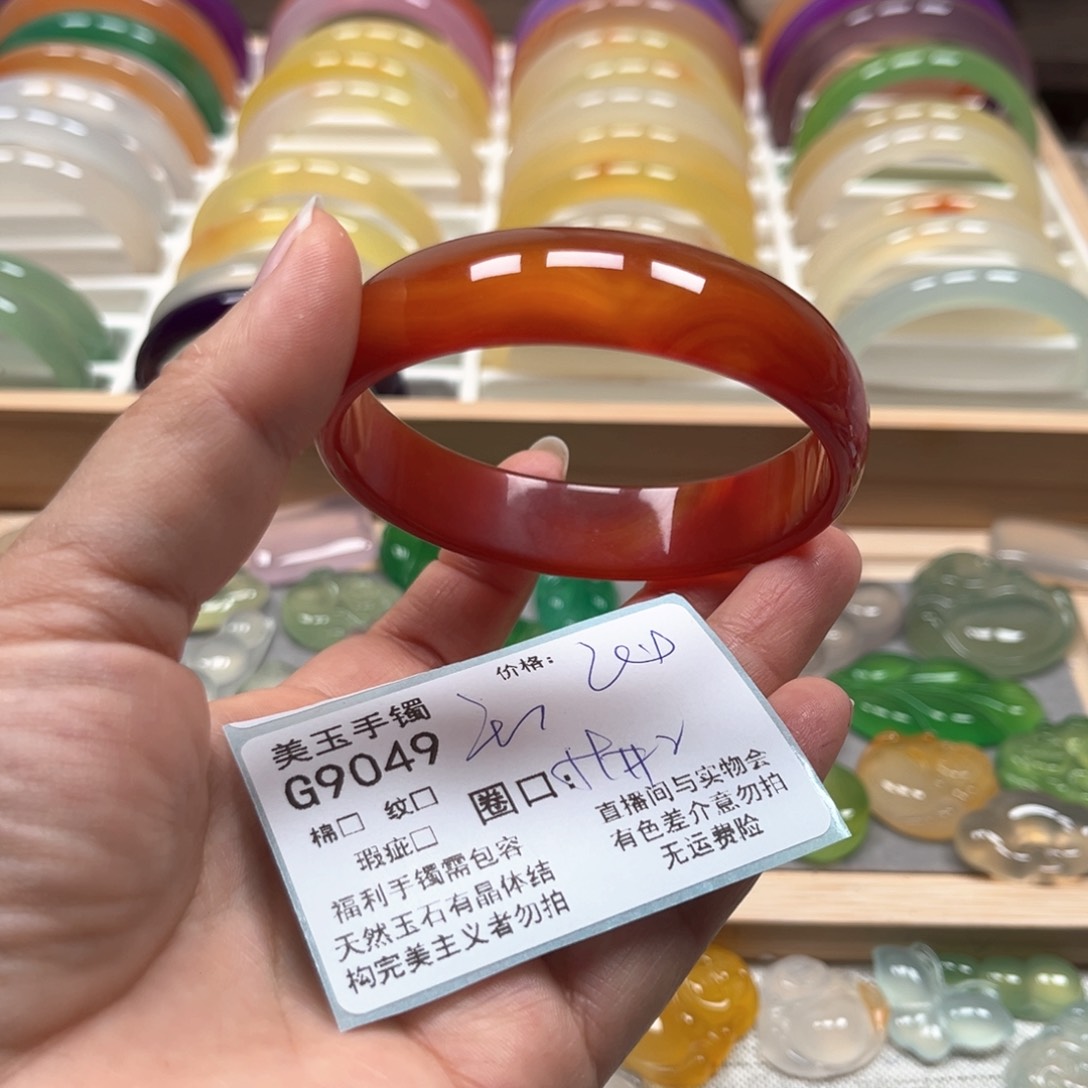 价格:
美玉手镯
G9049
圈口:
棉□ 纹□
瑕疵□
福利手镯需包容
天然玉石有晶体结
构完美主义者勿拍
直播间与实物会
有色差介意勿拍
无运费险